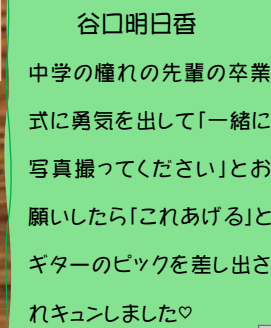 谷口明日香
中学の憧れの先輩の卒業
式に勇気を出して「一緒に
写真撮ってください」とお
願いしたら「これあげる」と
ギターのピックを差し出さ
れキュンしました♡